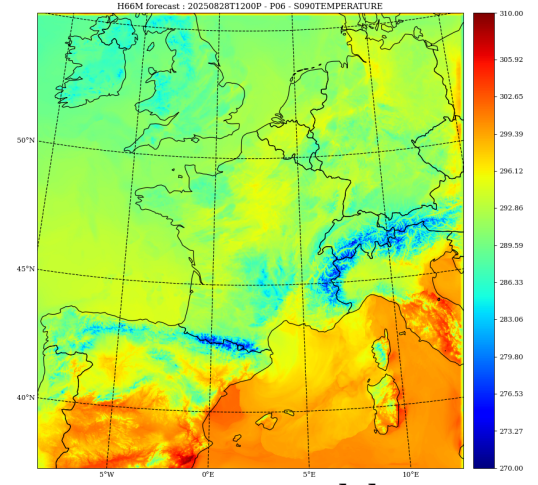 H66M forecast : 20250828T1200P - P06 - S090TEMPERATURE
310.00
305.92
302.65
299.39
50°N
296.12
292.86
289.59
45°N
286.33
283.06
279.80
40°N
276.53
273.27
270.00
5°W
0°E
5°E
10°E